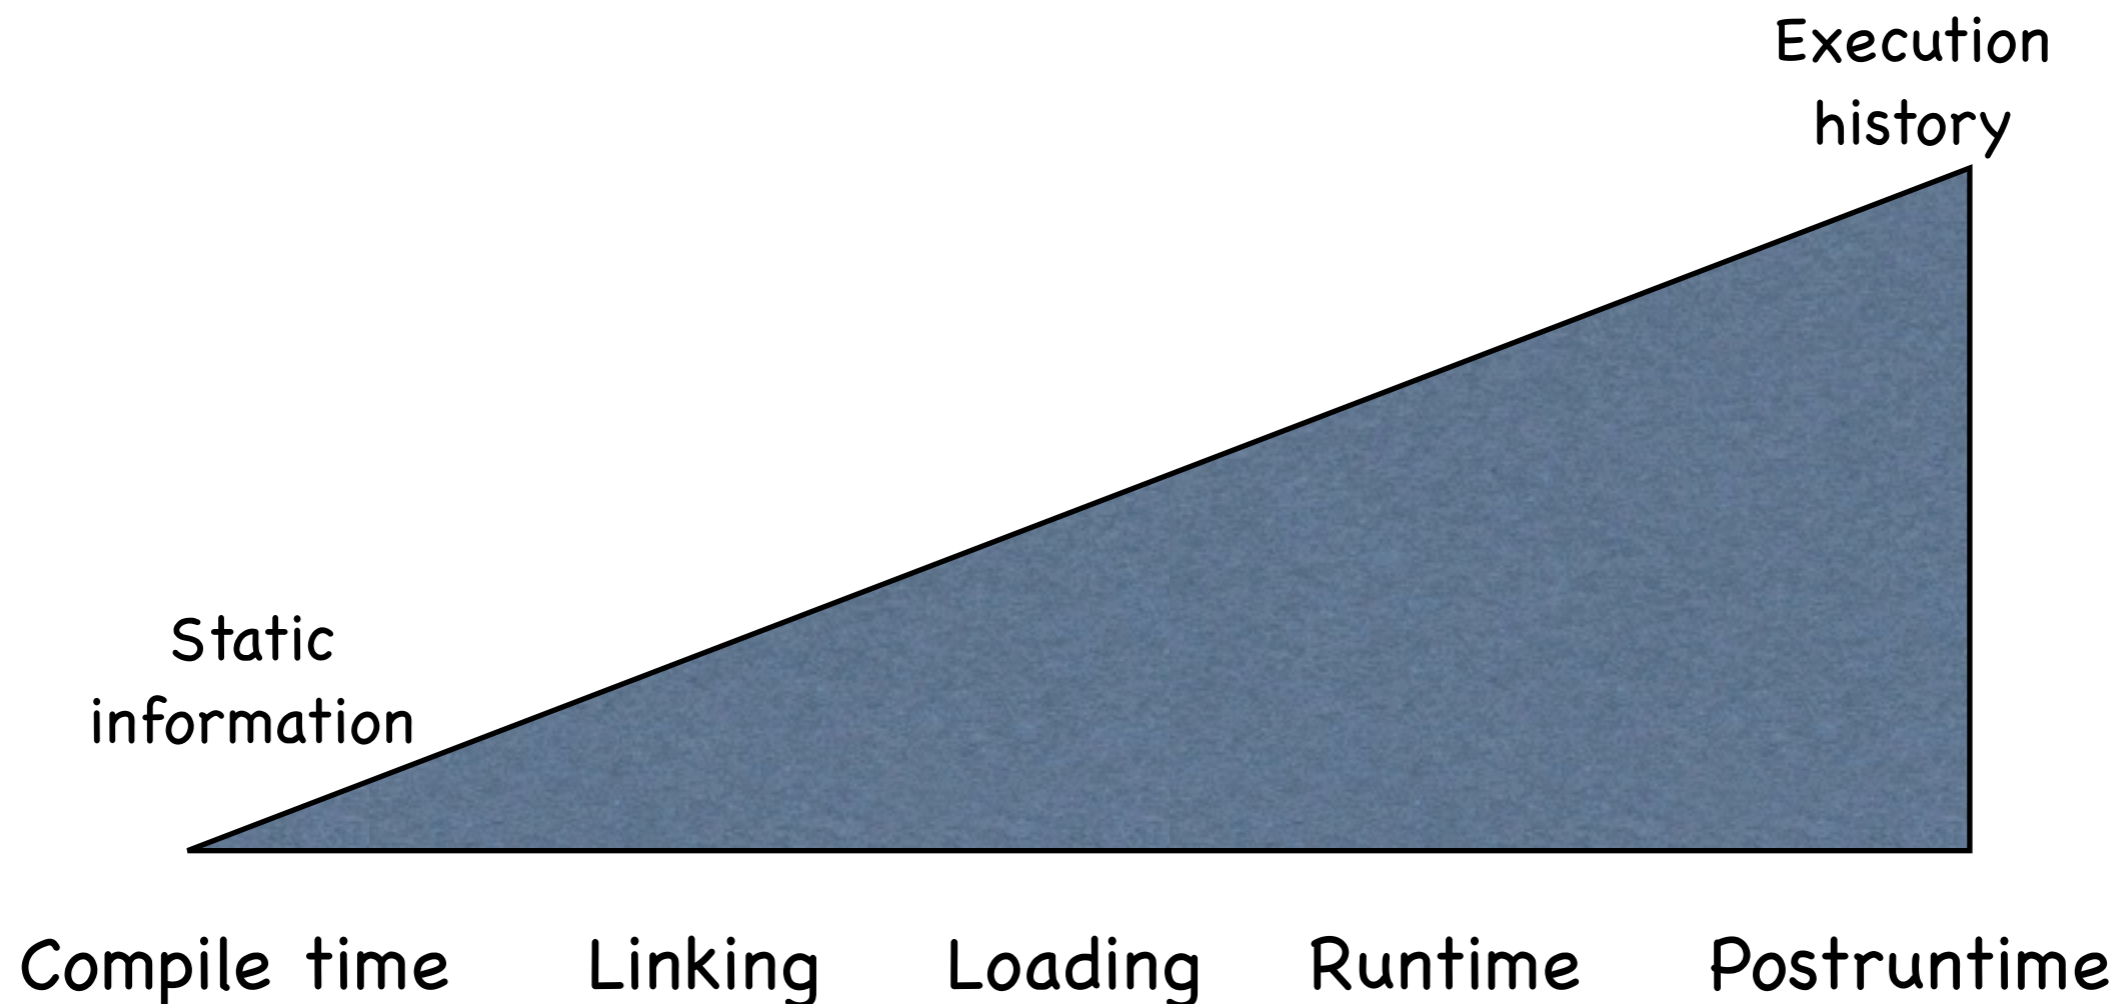 Execution
history
Static
information
Compile time Linking Loading Runtime Postruntime